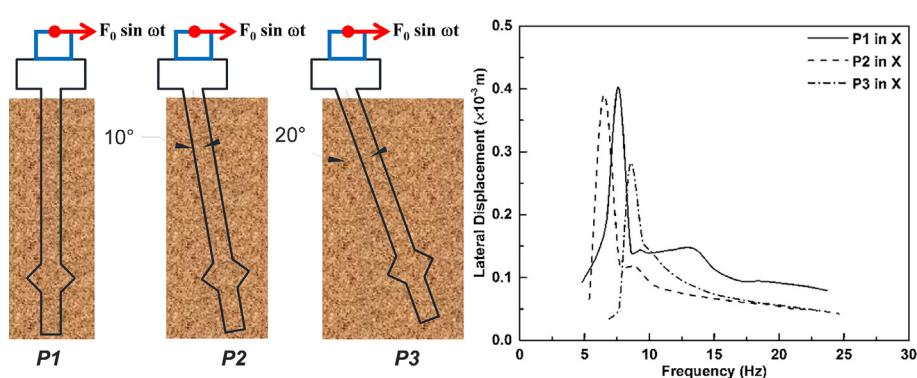 F₀ sin ωt
F₀ sin ωt
F₀ sin ωt
10°
20°
P1
P2
P3
P1 in X
P2 in X
P3 in X
Lateral Displacement (×10⁻³ m)
0.5
0.4
0.3
0.2
0.1
0.0
0 5 10 15 20 25 30
Frequency (Hz)